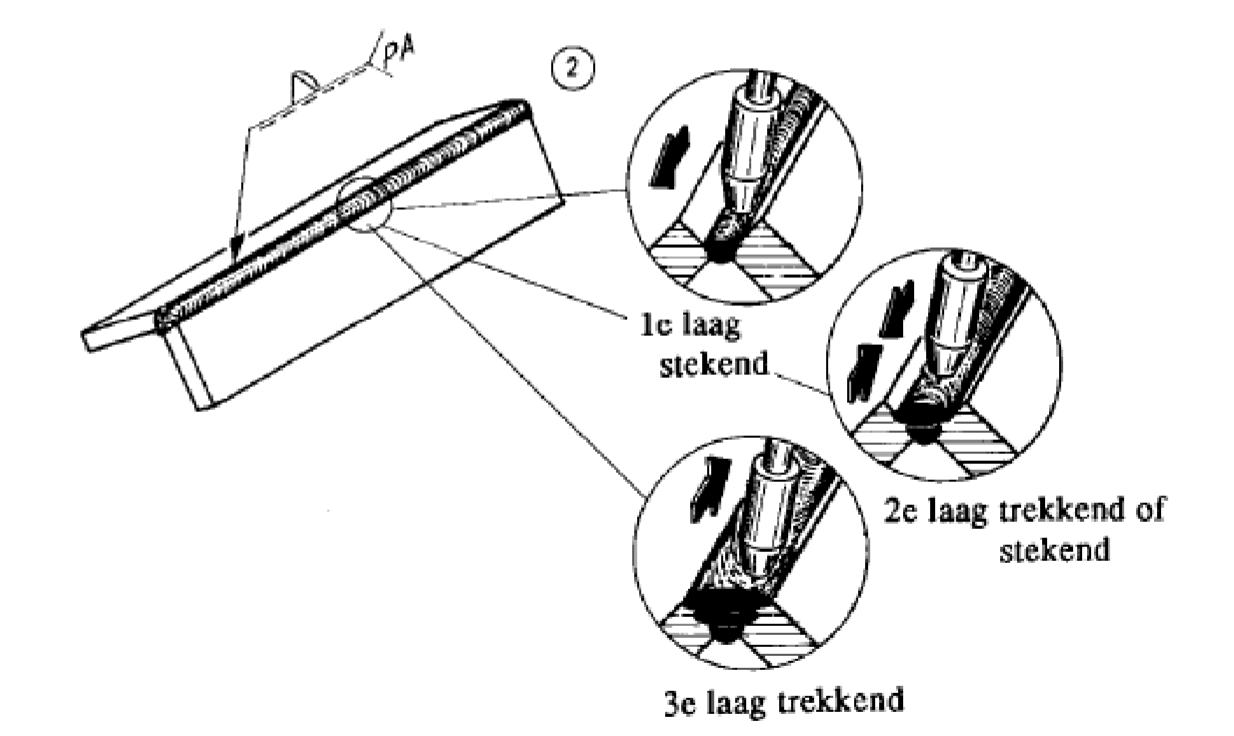 PA
2
1e laag
stekend
2e laag trekkend of
stekend
3e laag trekkend